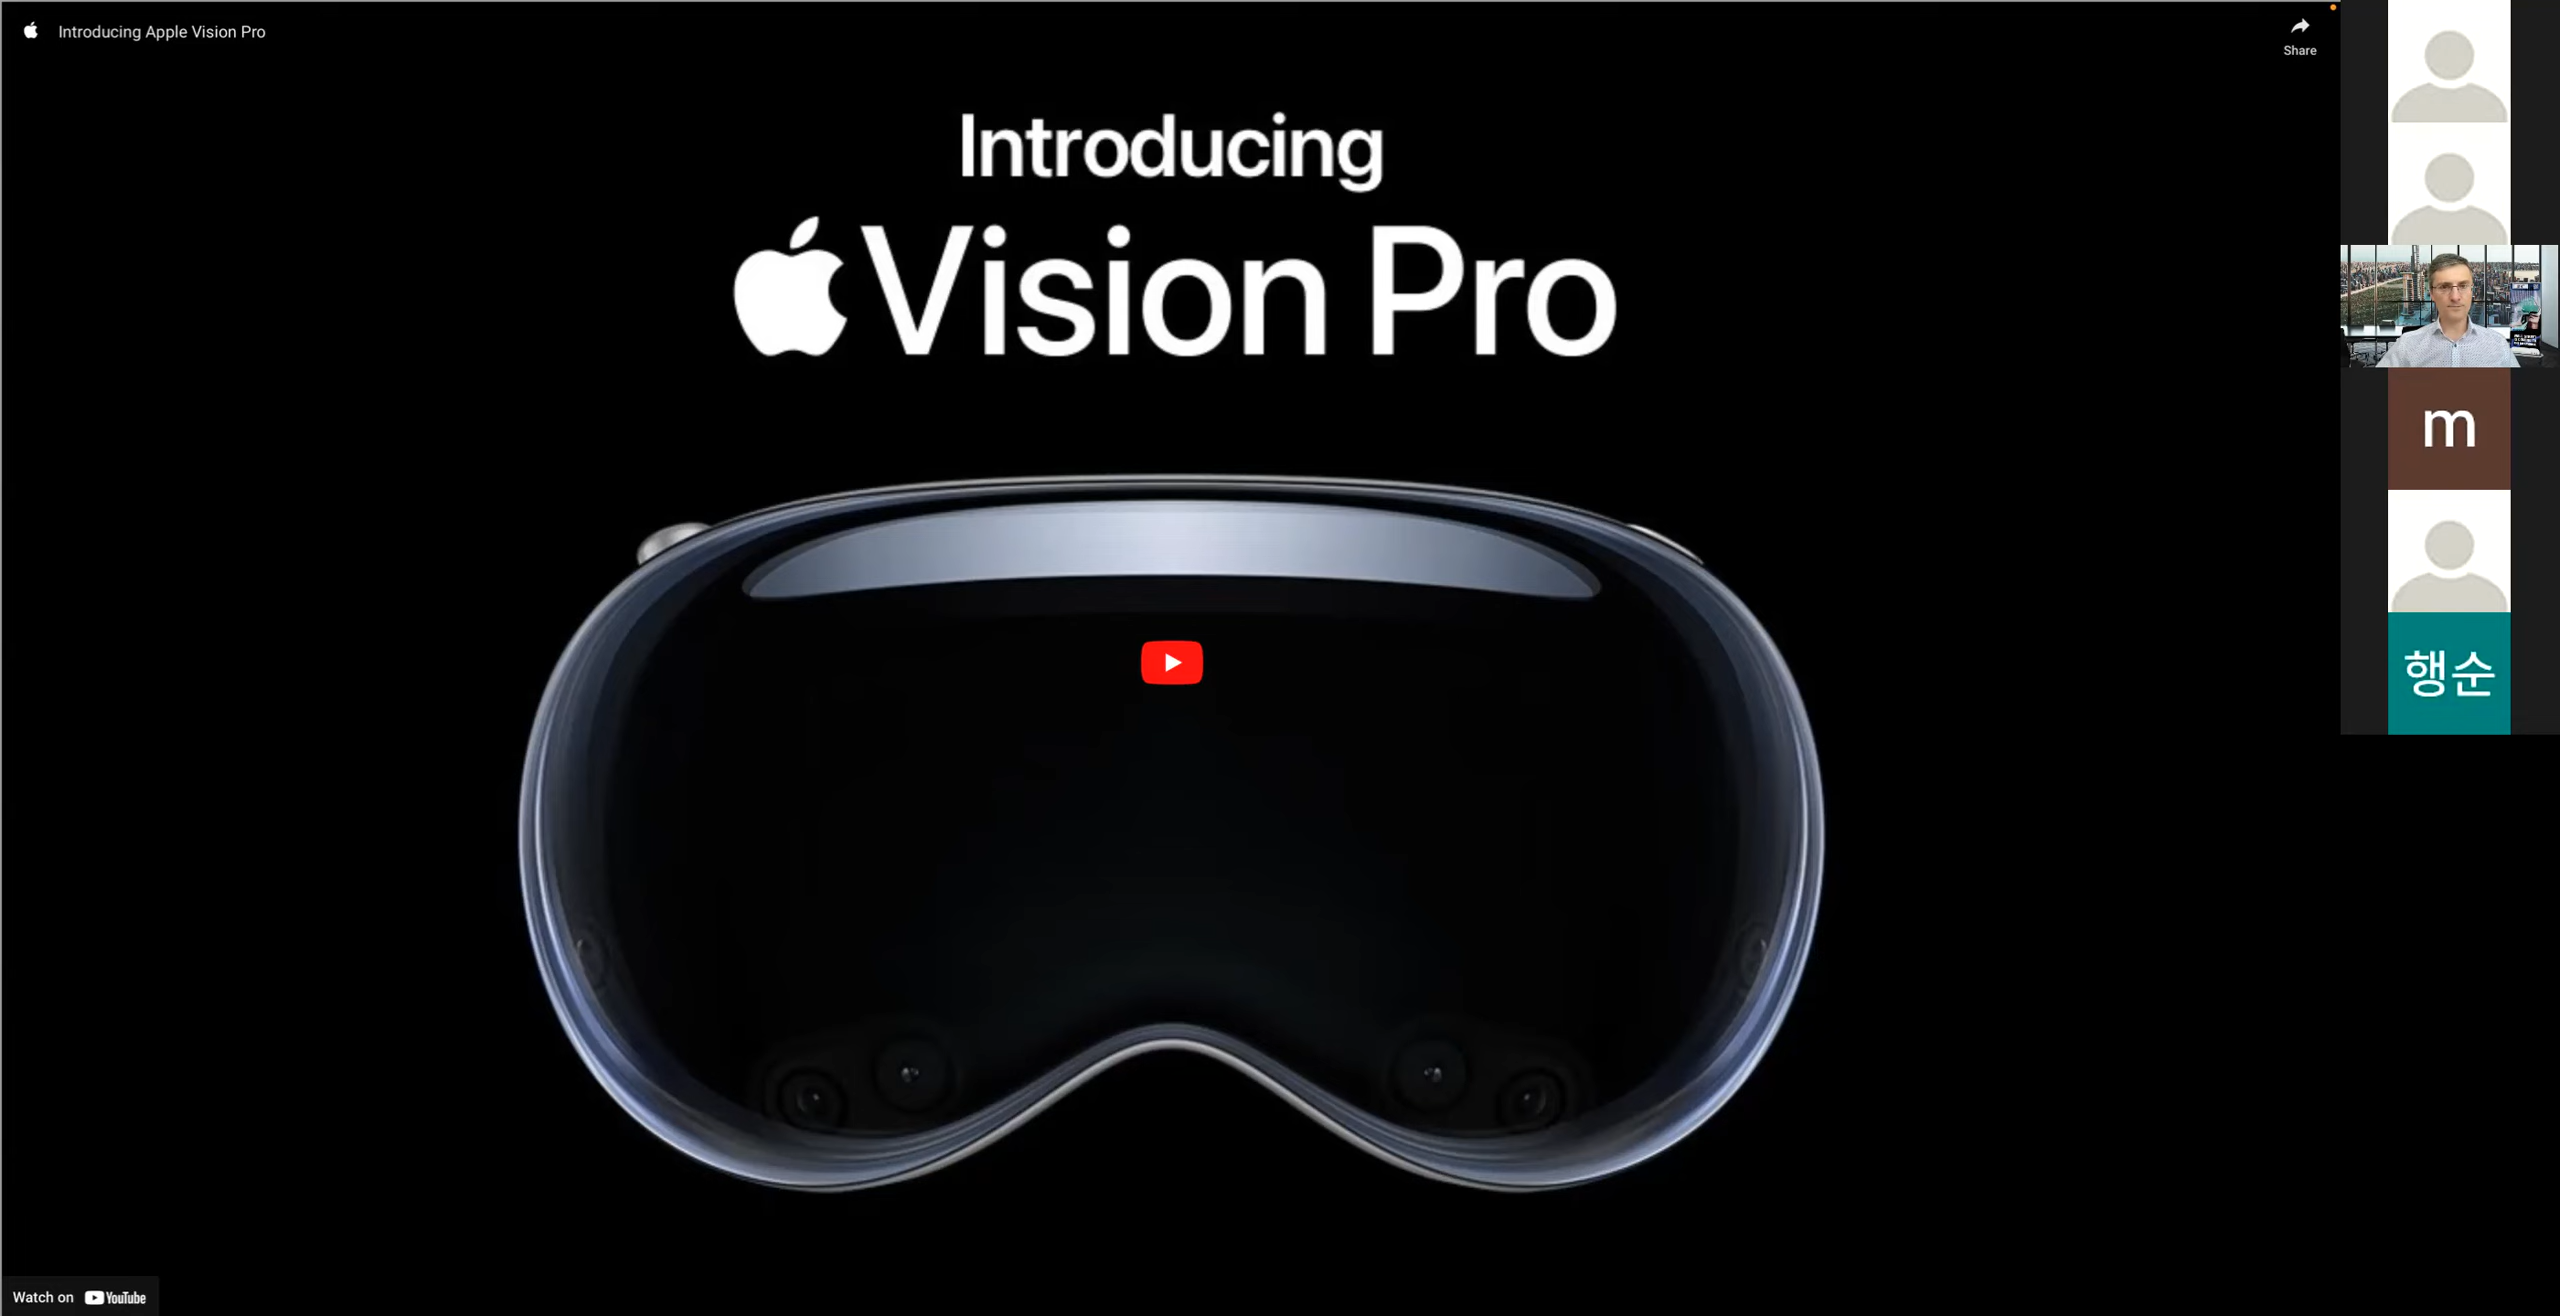 Introducing Apple Vision Pro
Share
Introducing
Vision Pro
m
행순
Watch on YouTube